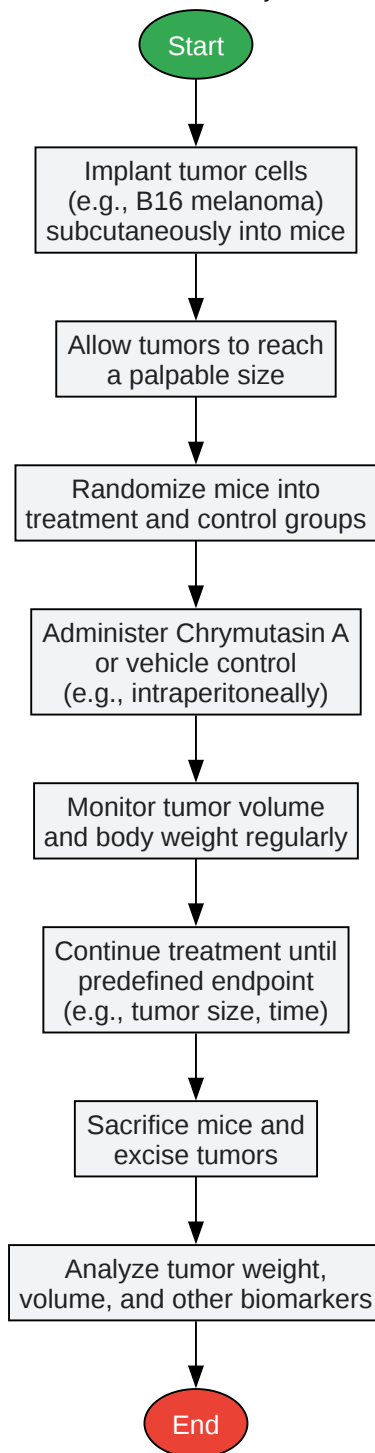 Start
Implant tumor cells
(e.g., B16 melanoma)
subcutaneously into mice
Allow tumors to reach
a palpable size
Randomize mice into
treatment and control groups
Administer Chrymutasin A
or vehicle control
(e.g., intraperitoneally)
Monitor tumor volume
and body weight regularly
Continue treatment until
predefined endpoint
(e.g., tumor size, time)
Sacrifice mice and
excise tumors
Analyze tumor weight,
volume, and other biomarkers
End